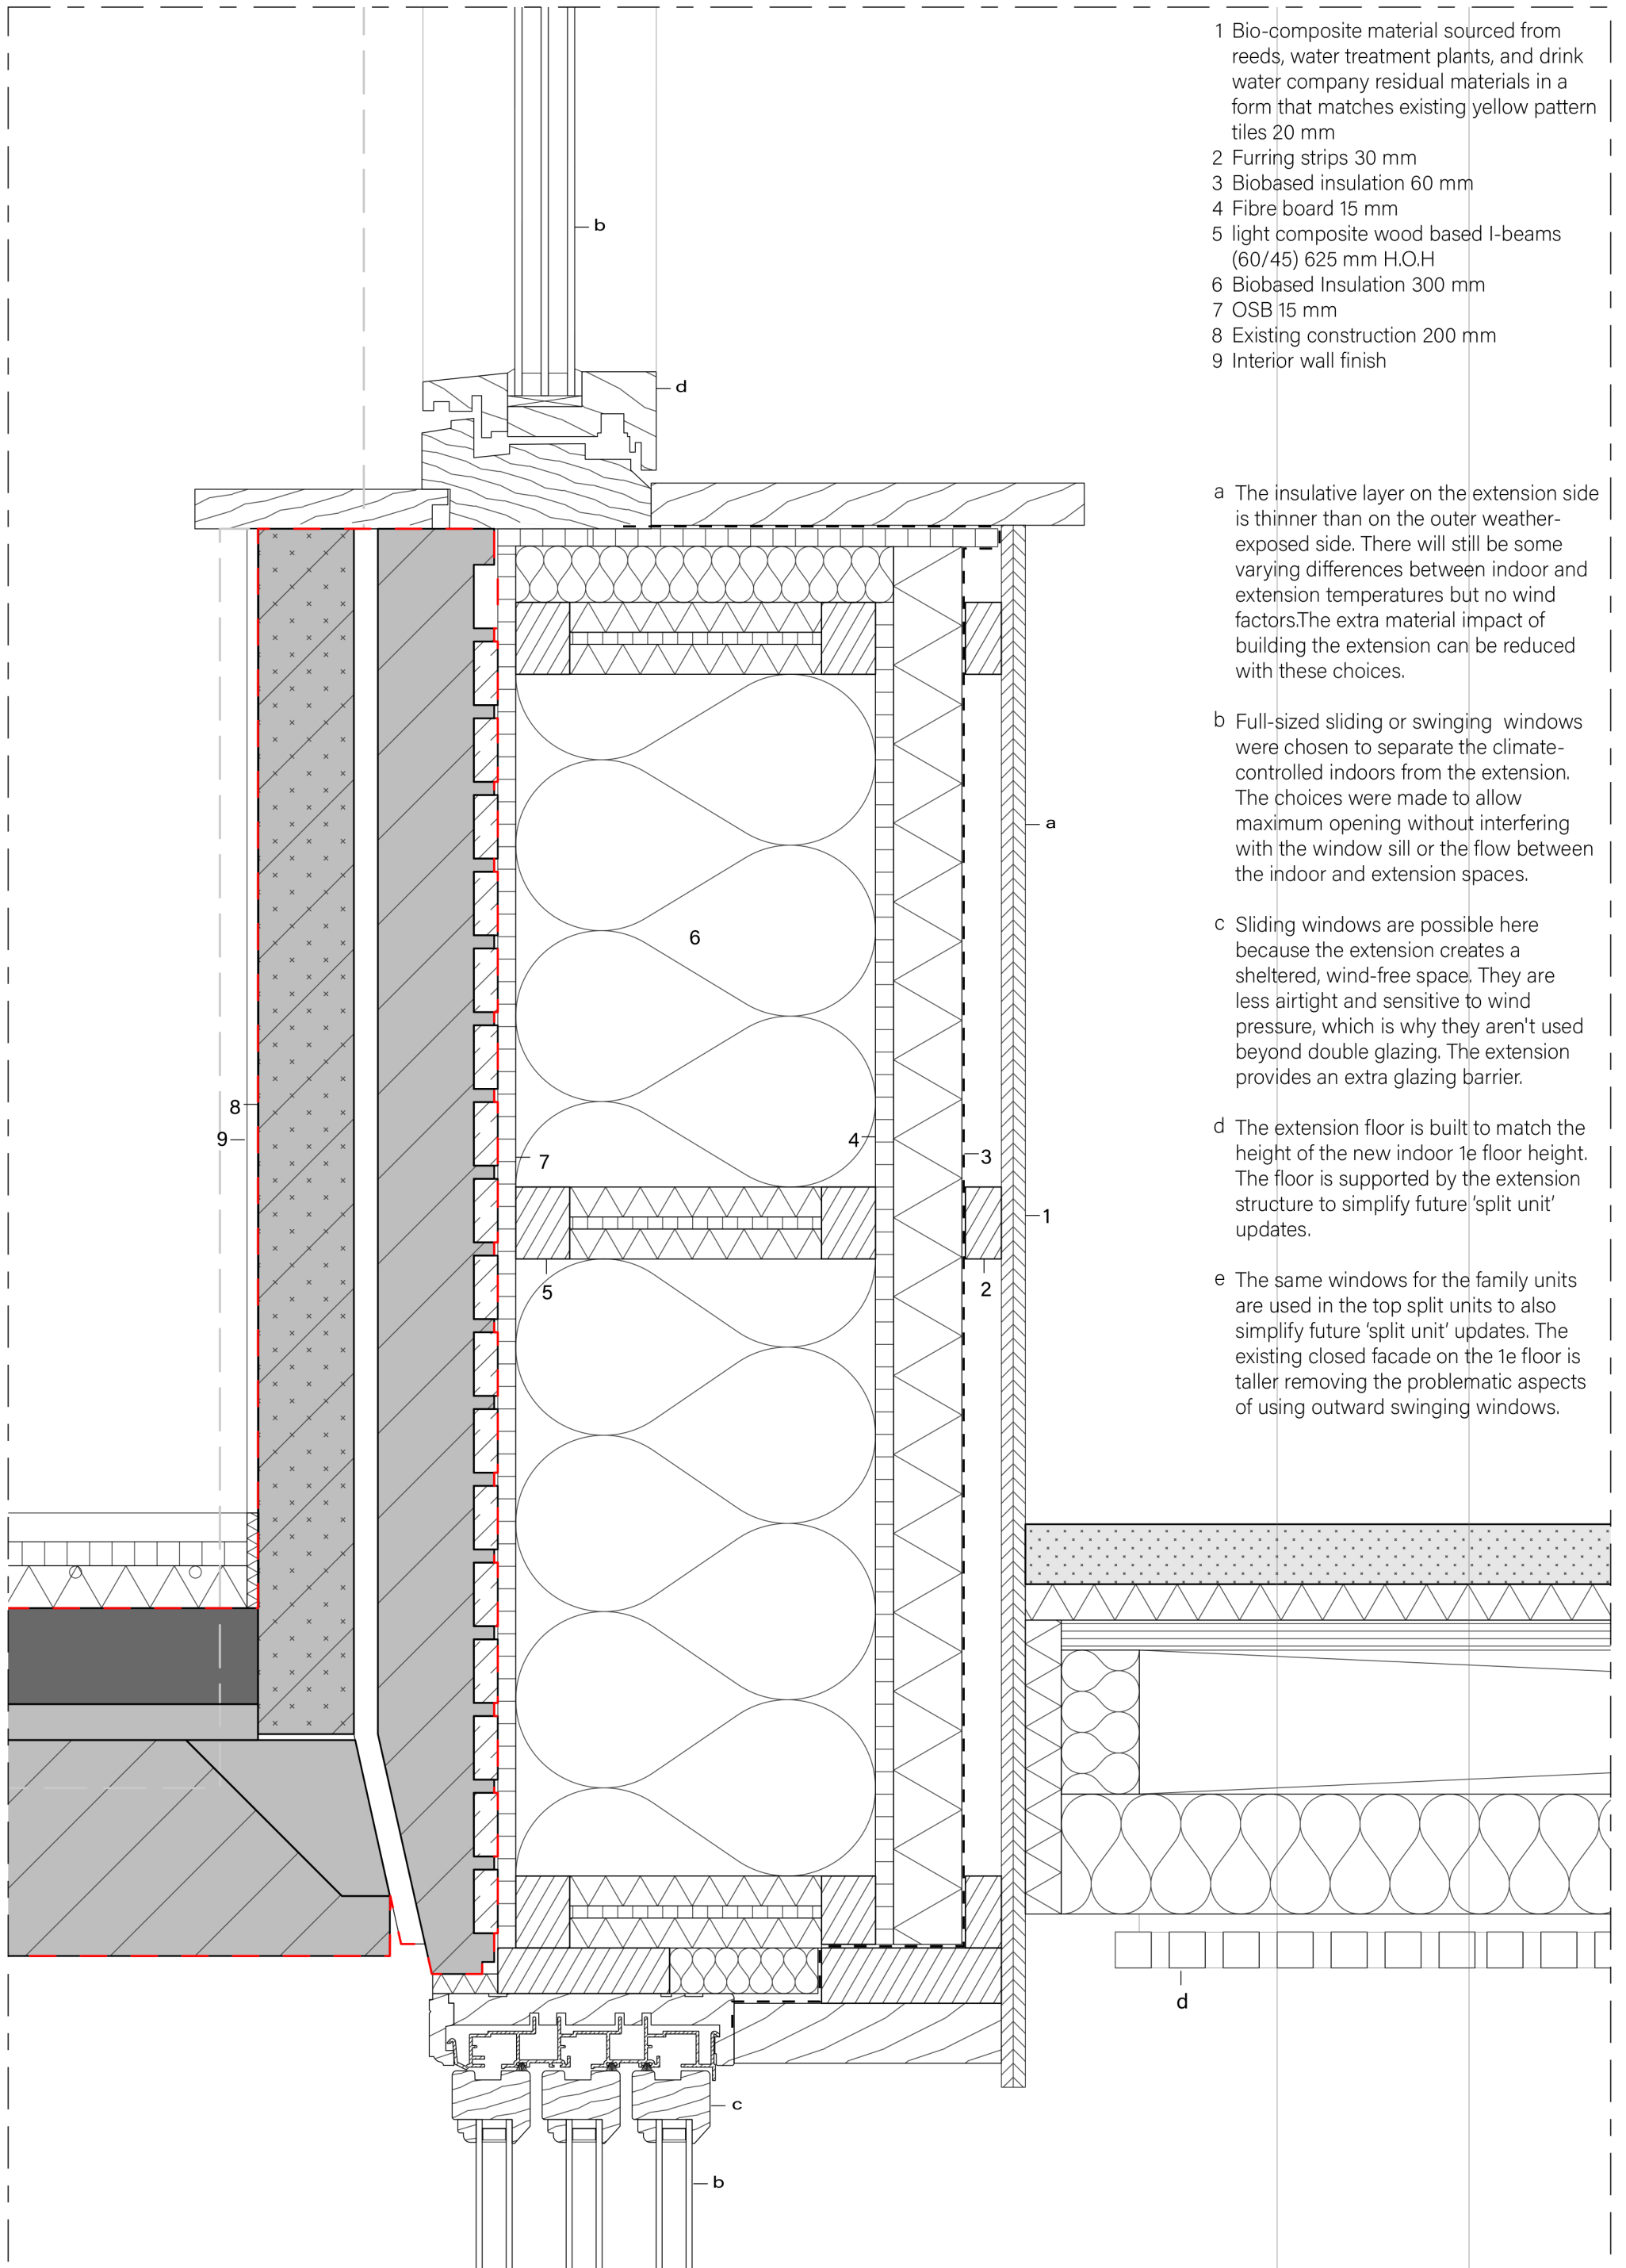 1 Bio-composite material sourced from
reeds, water treatment plants, and drink
water company residual materials in a
form that matches existing yellow pattern
tiles 20 mm
2 Furring strips 30 mm
3 Biobased insulation 60 mm
4 Fibre board 15 mm
5 light composite wood based I-beams
(60/45) 625 mm H.O.H
6 Biobased Insulation 300 mm
7 OSB 15 mm
8 Existing construction 200 mm
9 Interior wall finish
a The insulative layer on the extension side
is thinner than on the outer weather-
exposed side. There will still be some
varying differences between indoor and
extension temperatures but no wind
factors.The extra material impact of
building the extension can be reduced
with these choices.
b Full-sized sliding or swinging windows
were chosen to separate the climate-
controlled indoors from the extension.
The choices were made to allow
maximum opening without interfering
with the window sill or the flow between
the indoor and extension spaces.
c Sliding windows are possible here
because the extension creates a
sheltered, wind-free space. They are
less airtight and sensitive to wind
pressure, which is why they aren't used
beyond double glazing. The extension
provides an extra glazing barrier.
d The extension floor is built to match the
height of the new indoor 1e floor height.
The floor is supported by the extension
structure to simplify future ‘split unit’
updates.
e The same windows for the family units
are used in the top split units to also
simplify future ‘split unit’ updates. The
existing closed facade on the 1e floor is
taller removing the problematic aspects
of using outward swinging windows.
b
d
a
6
8
9
4
7
3
1
5
2
d
c
b